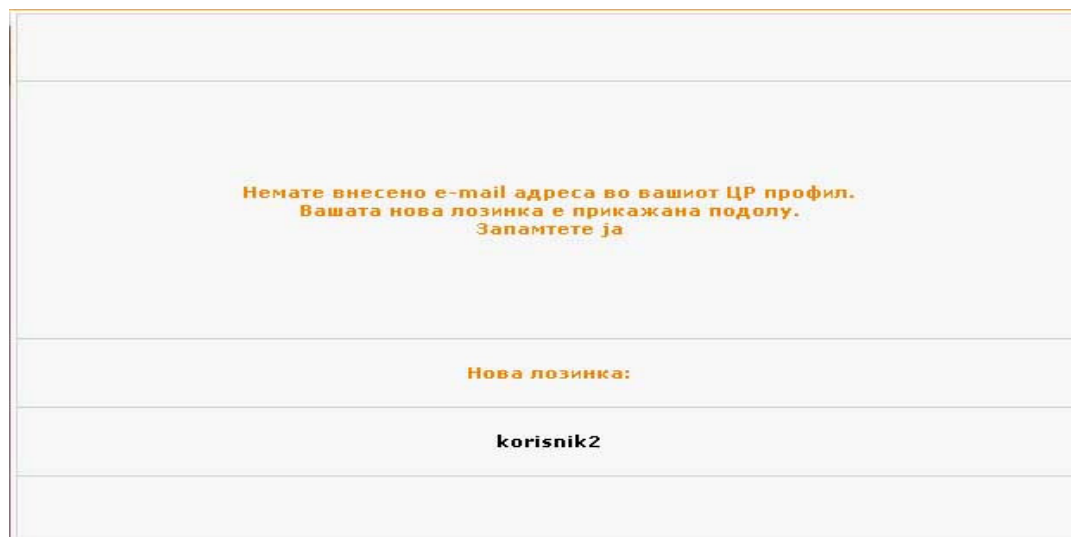 Немате внесено e-mail адреса во вашиот ЦР профил.
Вашата нова лозинка е прикажана подолу.
Запамтете ја
Нова лозинка:
korisnik2